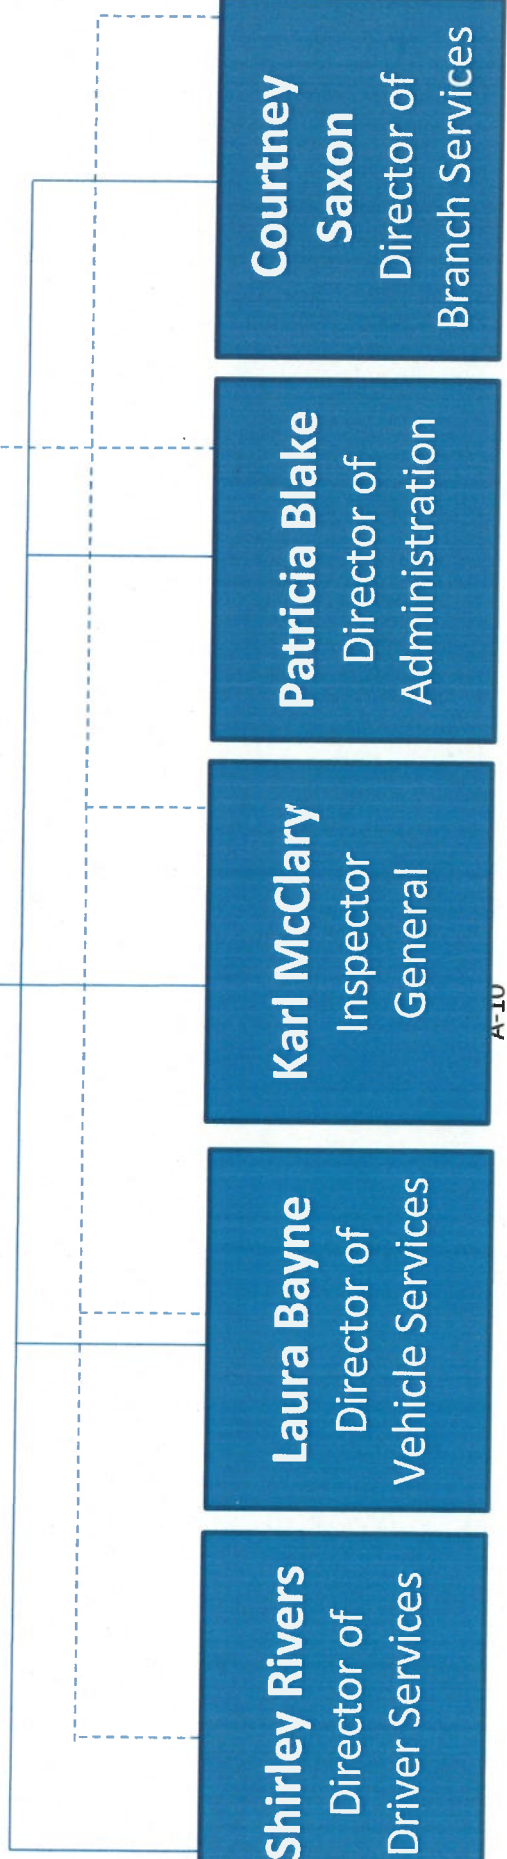 Shirley Rivers
Director of
Driver Services
Laura Bayne
Director of
Vehicle Services
Karl McClary
Inspector
General
Patricia Blake
Director of
Administration
Courtney
Saxon
Director of
Branch Services
A-10